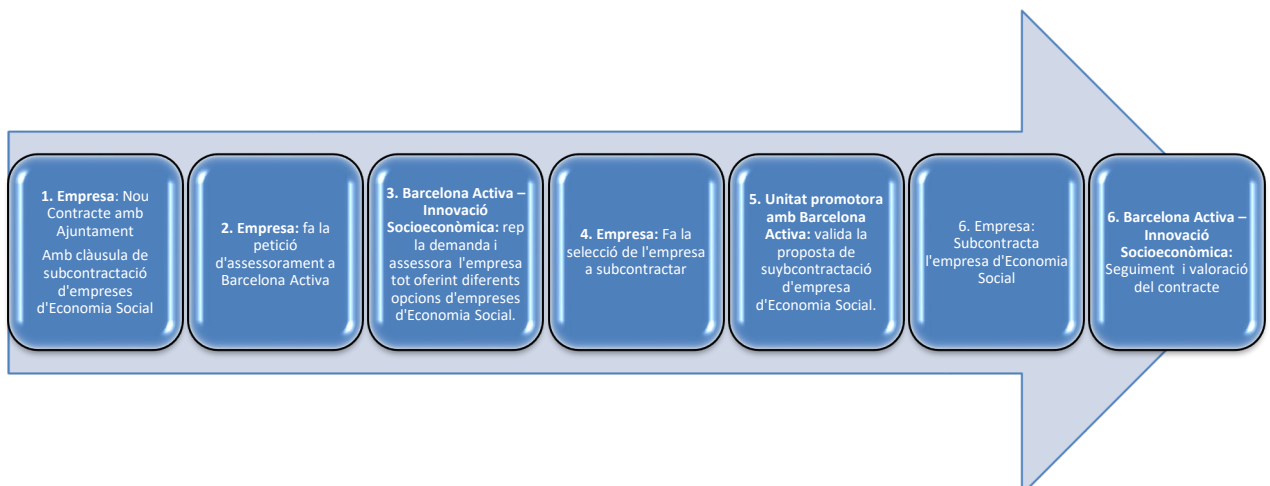 1. Empresa: Nou
Contracte amb
Ajuntament
Amb clàusula de
subcontractació
d'empreses
d'Economia Social
2. Empresa: fa la
petició
d'assessorament a
Barcelona Activa
3. Barcelona Activa –
Innovació
Socioeconòmica: rep
la demanda i
assessora l'empresa
tot oferint diferents
opcions d'empreses
d'Economia Social.
4. Empresa: Fa la
selecció de l'empresa
a subcontractar
5. Unitat promotora
amb Barcelona
Activa: valida la
proposta de
suybcontractació
d'empresa
d'Economia Social.
6. Empresa:
Subcontracta
l'empresa d'Economia
Social
6. Barcelona Activa –
Innovació
Socioeconòmica:
Seguiment i valoració
del contracte